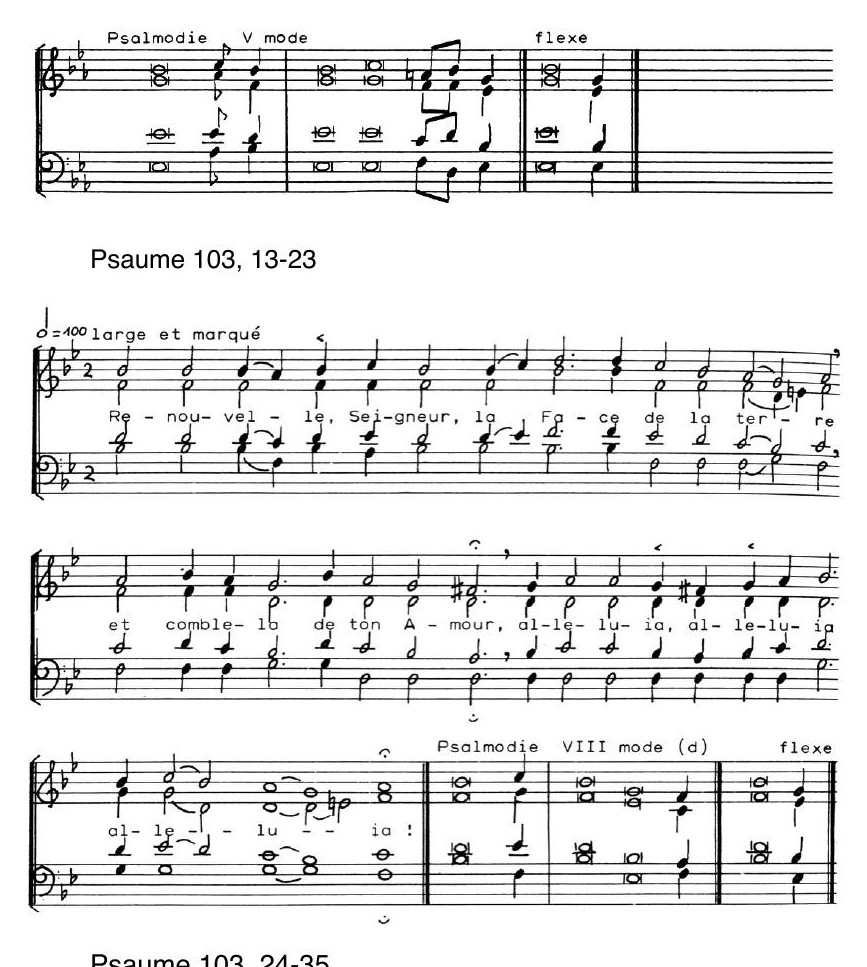 Psalmodie V mode flexe
Psaume 103, 13-23
=100 large et marqué
2
Re - nou- vel - le, Sei-gneur, la Fa - ce de la ter - re
2
et comble- la de ton A - mour, al-le- lu- ia, al- le-lu- ia
Psalmodie VIII mode (d) flexe
al- le - - lu - - ia !
Psaume 103, 24-35